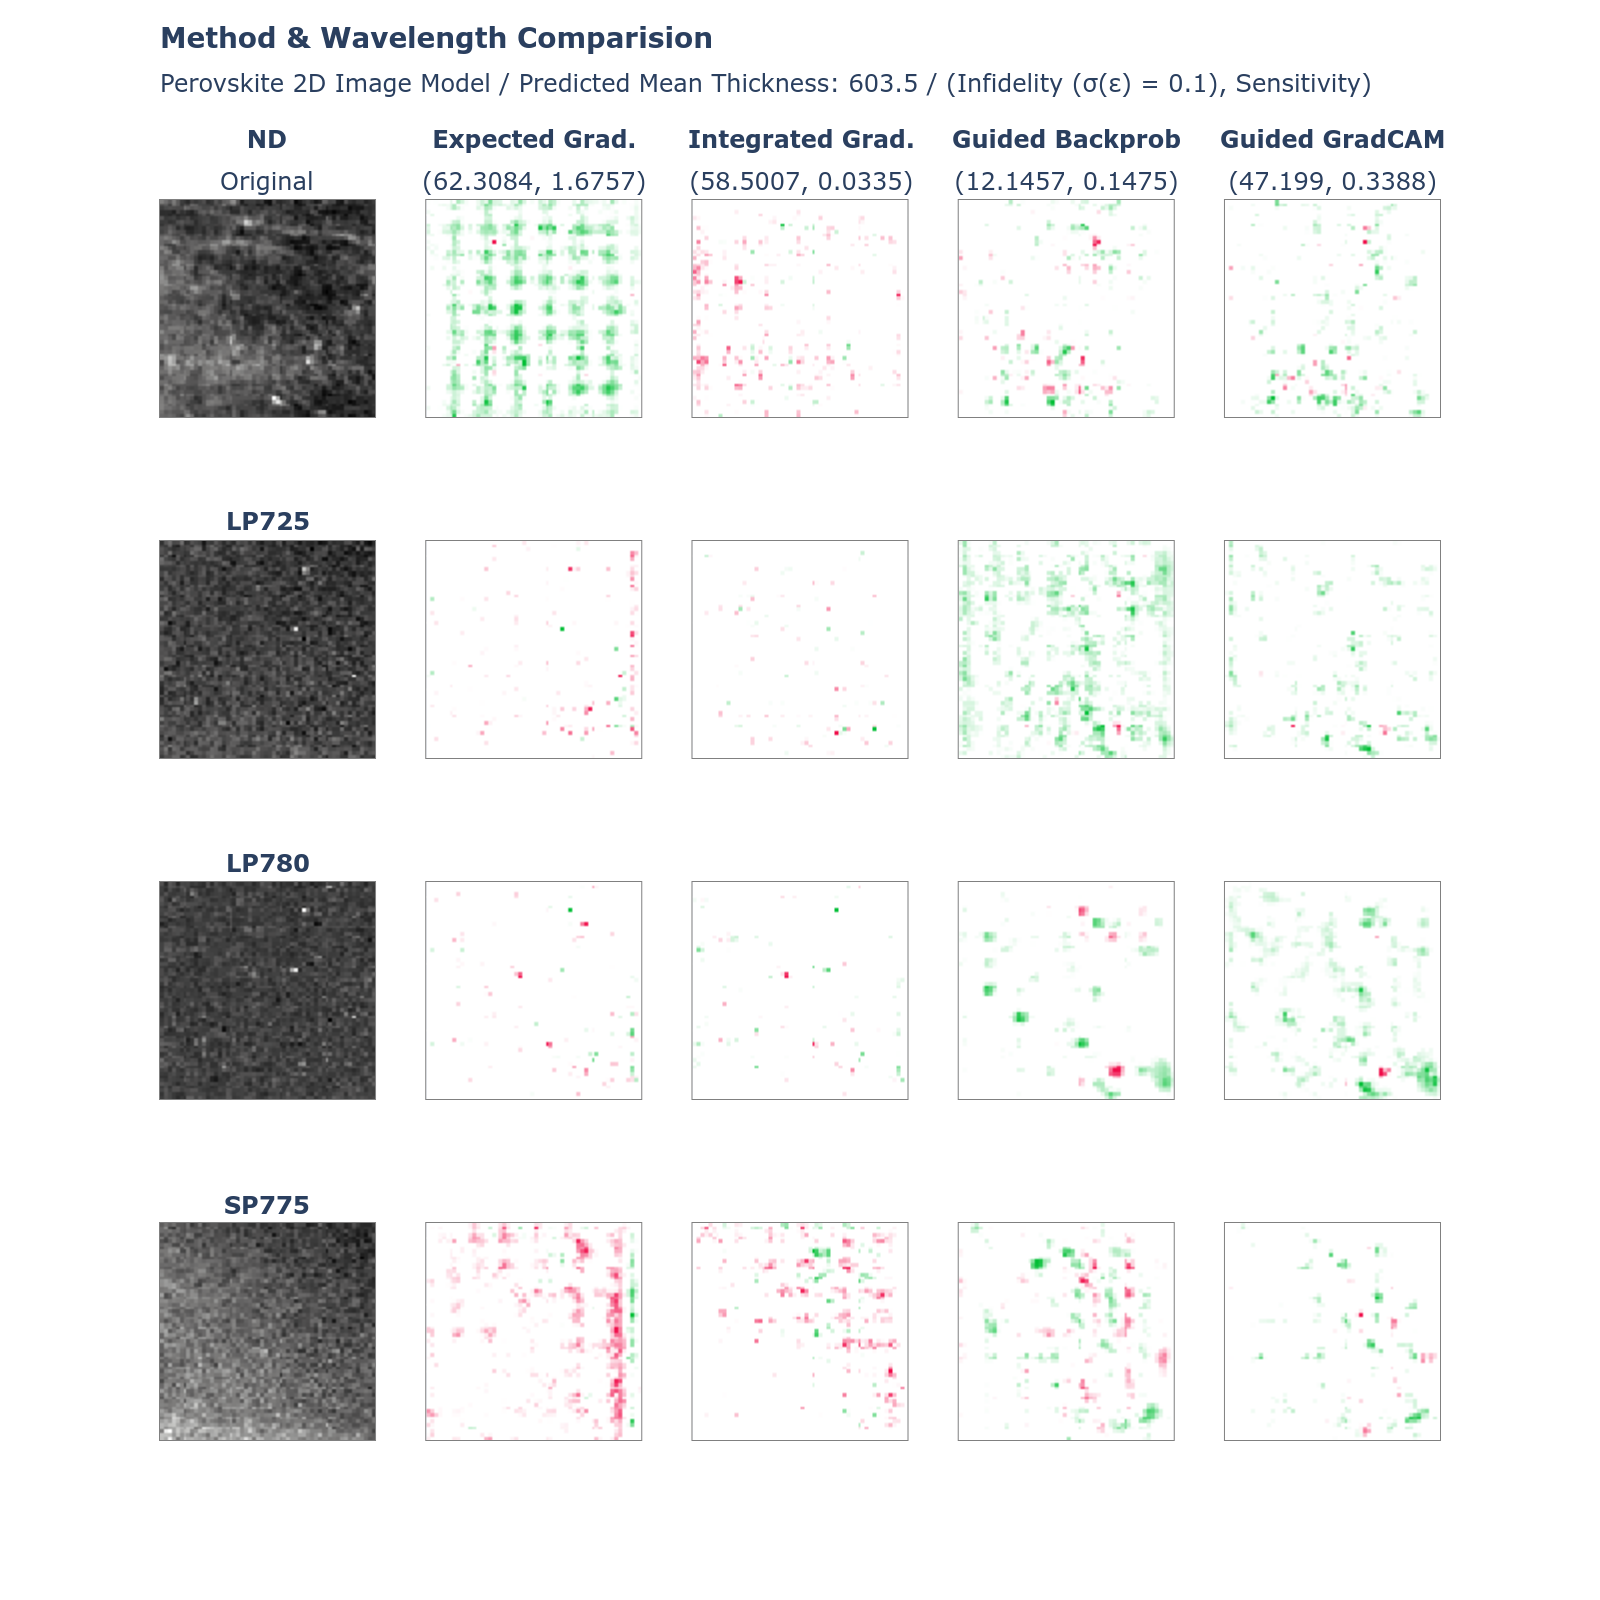 Method & Wavelength Comparision
Perovskite 2D Image Model / Predicted Mean Thickness: 603.5 / (Infidelity (σ(ε) = 0.1), Sensitivity)
ND Expected Grad. Integrated Grad. Guided Backprob Guided GradCAM
Original (62.3084, 1.6757) (58.5007, 0.0335) (12.1457, 0.1475) (47.199, 0.3388)
LP725
LP780
SP775